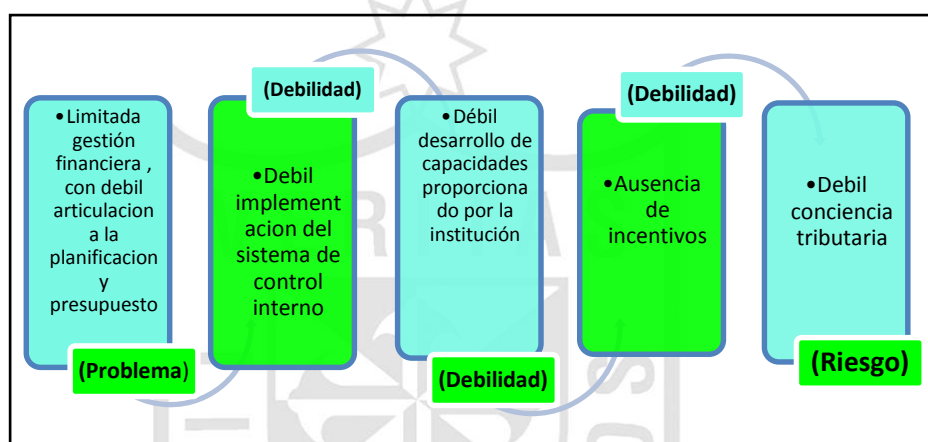 •Limitada
gestión
financiera ,
con debil
articulacion
a la
planificacion
y
presupuesto
(Problema)
(Debilidad)
•Debil
implement
acion del
sistema de
control
interno
•Débil
desarrollo de
capacidades
proporciona
do por la
institución
(Debilidad)
(Debilidad)
•Ausencia
de
incentivos
•Debil
conciencia
tributaria
(Riesgo)